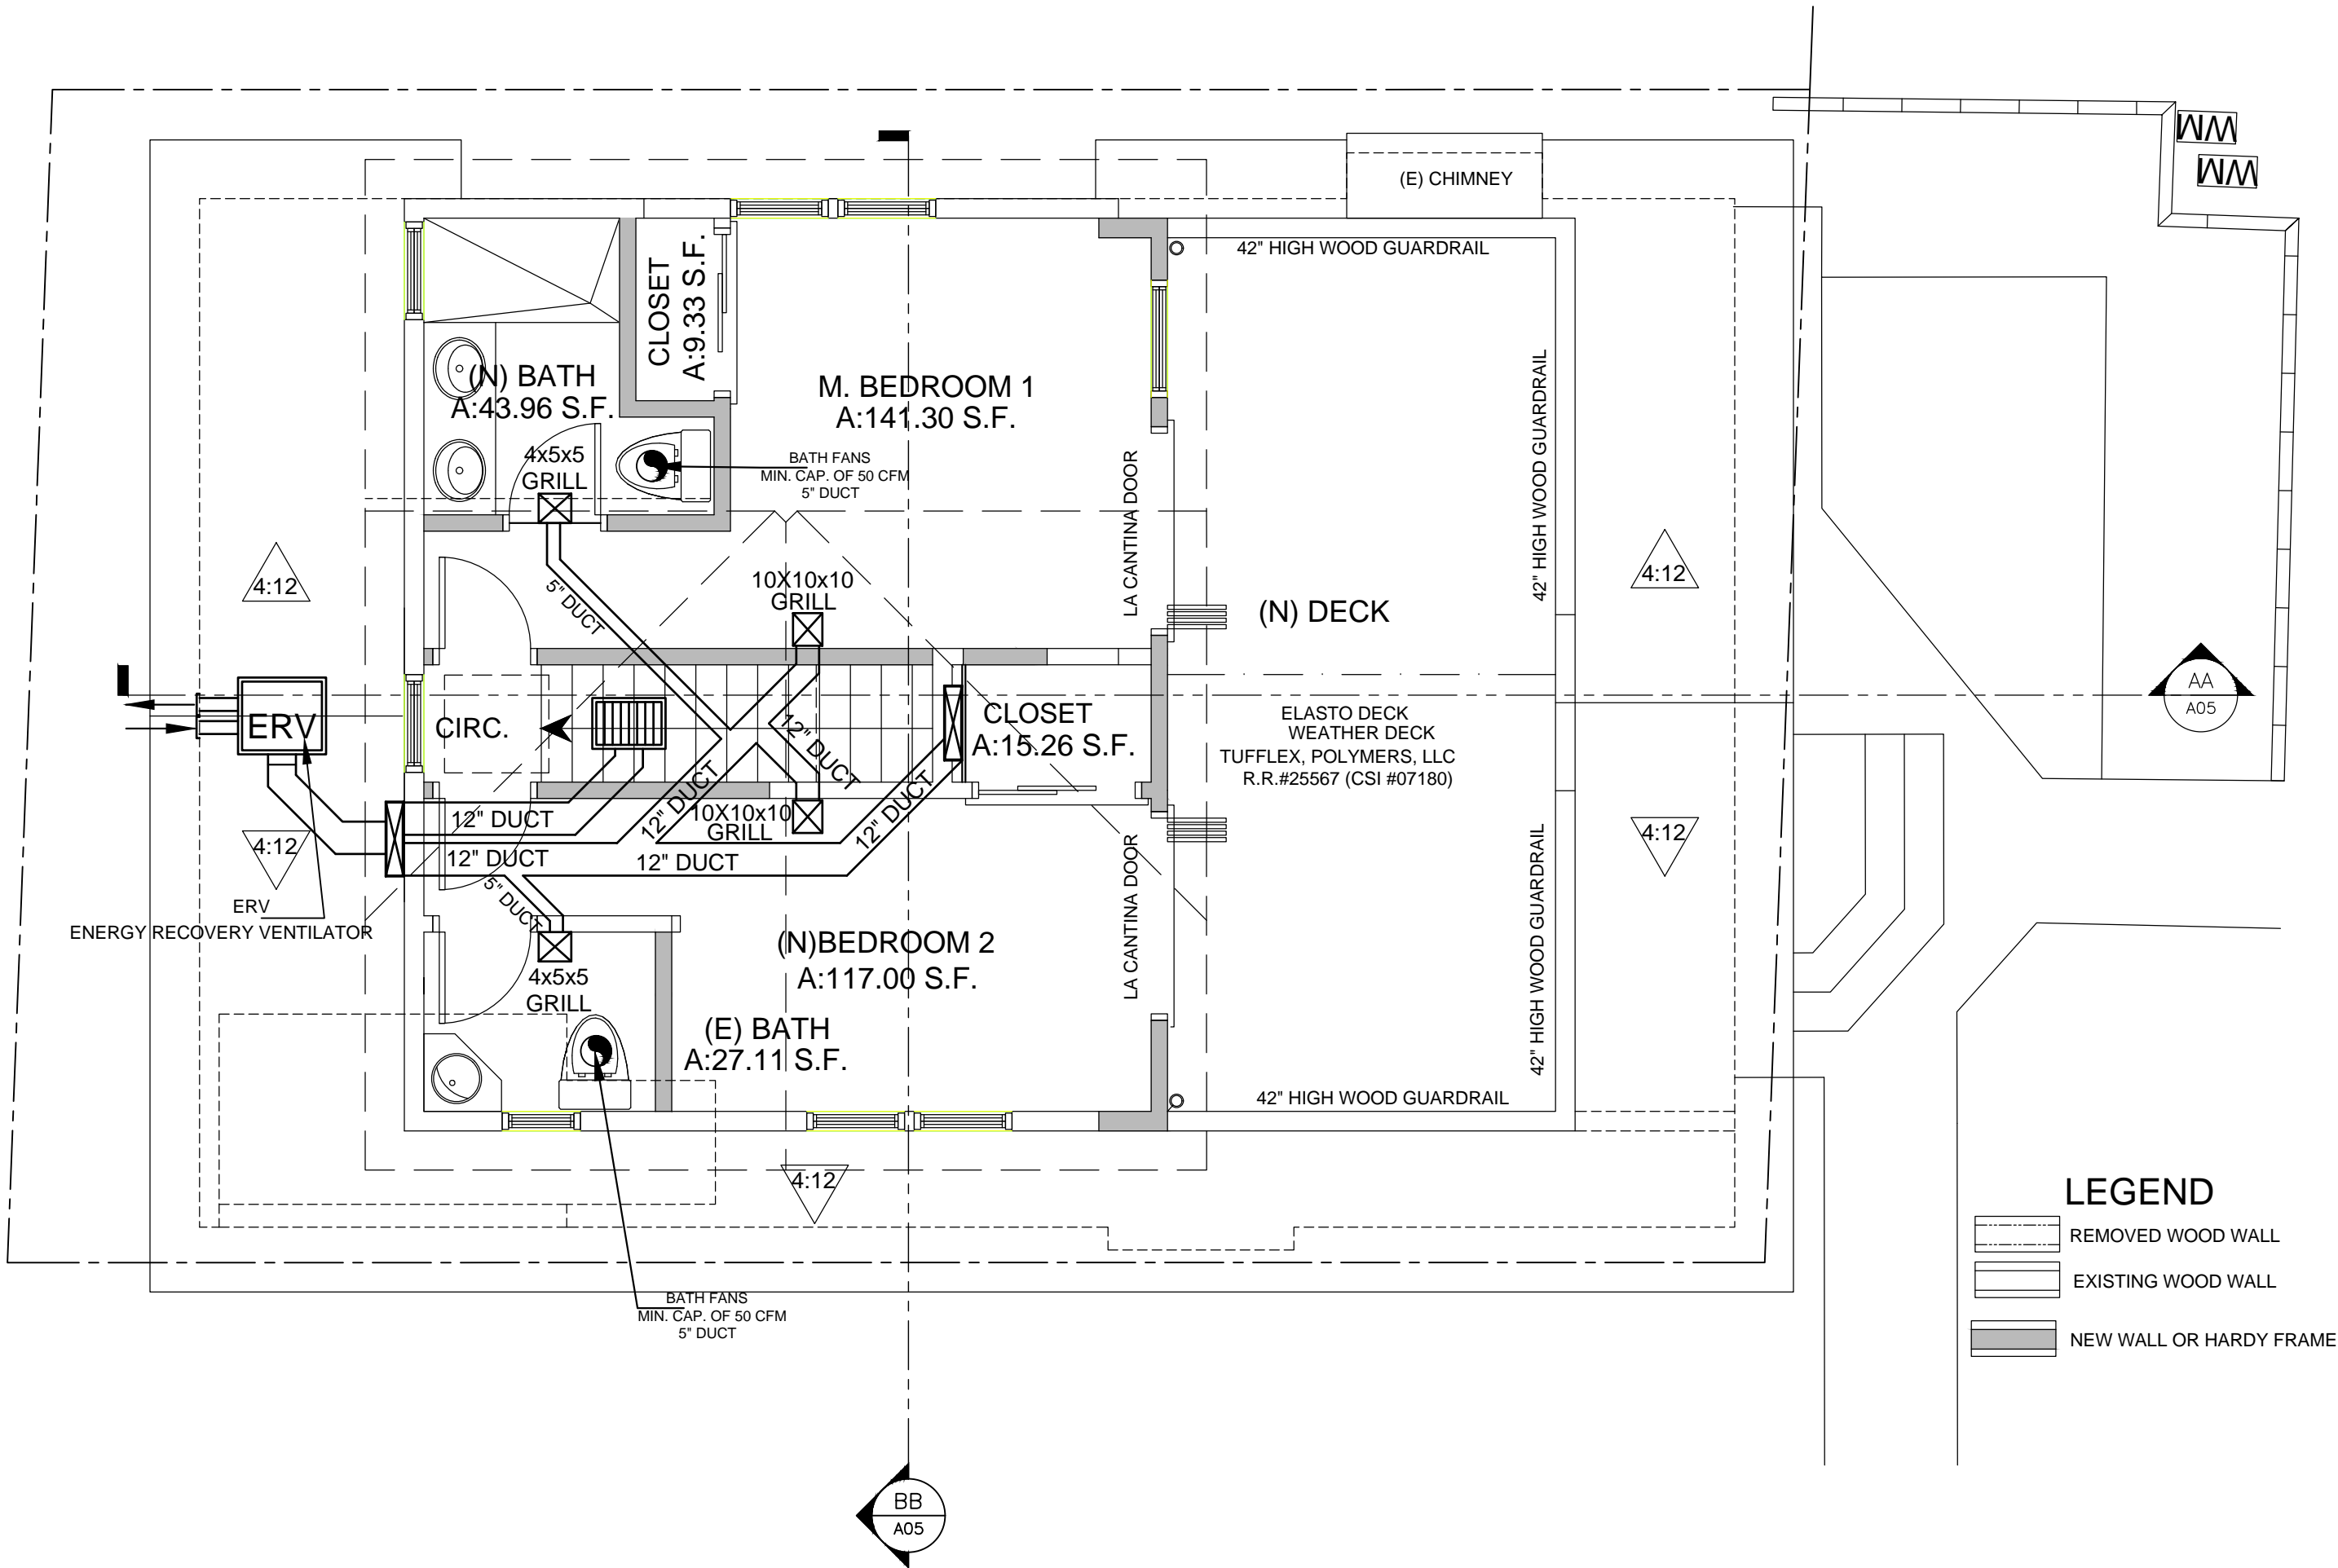 WM
WM
(E) CHIMNEY
42" HIGH WOOD GUARDRAIL
CLOSET
A:9.33 S.F.
(N) BATH
A:43.96 S.F.
M. BEDROOM 1
A:141.30 S.F.
4x5x5
GRILL
BATH FANS
MIN. CAP. OF 50 CFM
5" DUCT
LA CANTINA DOOR
42" HIGH WOOD GUARDRAIL
4:12
5" DUCT
10X10x10
GRILL
(N) DECK
4:12
ERV
CIRC.
12" DUCT
CLOSET
A:15.26 S.F.
ELASTO DECK
WEATHER DECK
TUFFLEX, POLYMERS, LLC
R.R.#25567 (CSI #07180)
AA
A05
4:12
12" DUCT
12" DUCT
10X10x10
GRILL
12" DUCT
12" DUCT
12" DUCT
4:12
5" DUCT
ERV
ENERGY RECOVERY VENTILATOR
4x5x5
GRILL
(N)BEDROOM 2
A:117.00 S.F.
LA CANTINA DOOR
42" HIGH WOOD GUARDRAIL
(E) BATH
A:27.11 S.F.
42" HIGH WOOD GUARDRAIL
4:12
BATH FANS
MIN. CAP. OF 50 CFM
5" DUCT
LEGEND
REMOVED WOOD WALL
EXISTING WOOD WALL
NEW WALL OR HARDY FRAME
BB
A05